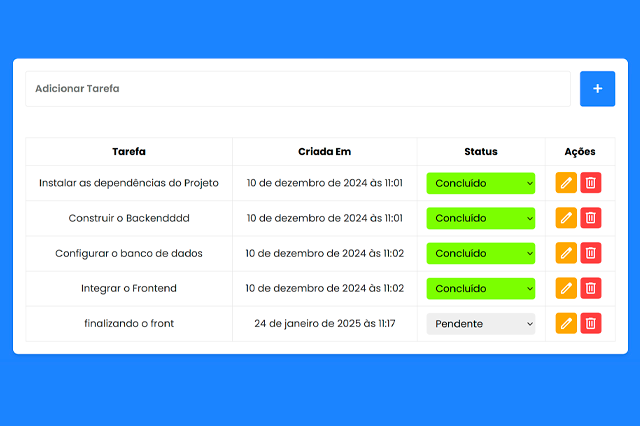 Adicionar Tarefa +
Tarefa Criada Em Status Ações
Instalar as dependências do Projeto 10 de dezembro de 2024 às 11:01 Concluído
Construir o Backendddd 10 de dezembro de 2024 às 11:01 Concluído
Configurar o banco de dados 10 de dezembro de 2024 às 11:02 Concluído
Integrar o Frontend 10 de dezembro de 2024 às 11:02 Concluído
finalizando o front 24 de janeiro de 2025 às 11:17 Pendente